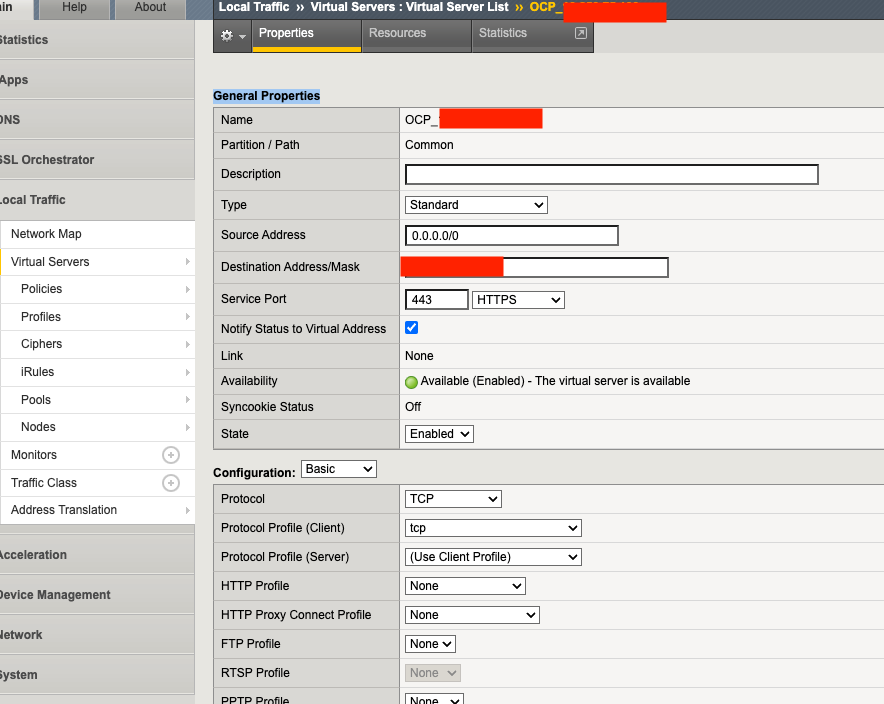 Help
About
Local Traffic ›› Virtual Servers : Virtual Server List ›› OCP_
Properties
Resources
Statistics
Statistics
Apps
DNS
SSL Orchestrator
Local Traffic
Network Map
Virtual Servers
Policies
Profiles
Ciphers
iRules
Pools
Nodes
Monitors
Traffic Class
Address Translation
Acceleration
Device Management
Network
System
General Properties
Name OCP_
Partition / Path Common
Description
Type Standard
Source Address 0.0.0.0/0
Destination Address/Mask
Service Port 443 HTTPS
Notify Status to Virtual Address
Link None
Availability Available (Enabled) - The virtual server is available
Syncookie Status Off
State Enabled
Configuration: Basic
Protocol TCP
Protocol Profile (Client) tcp
Protocol Profile (Server) (Use Client Profile)
HTTP Profile None
HTTP Proxy Connect Profile None
FTP Profile None
RTSP Profile None
PPTP Profile None